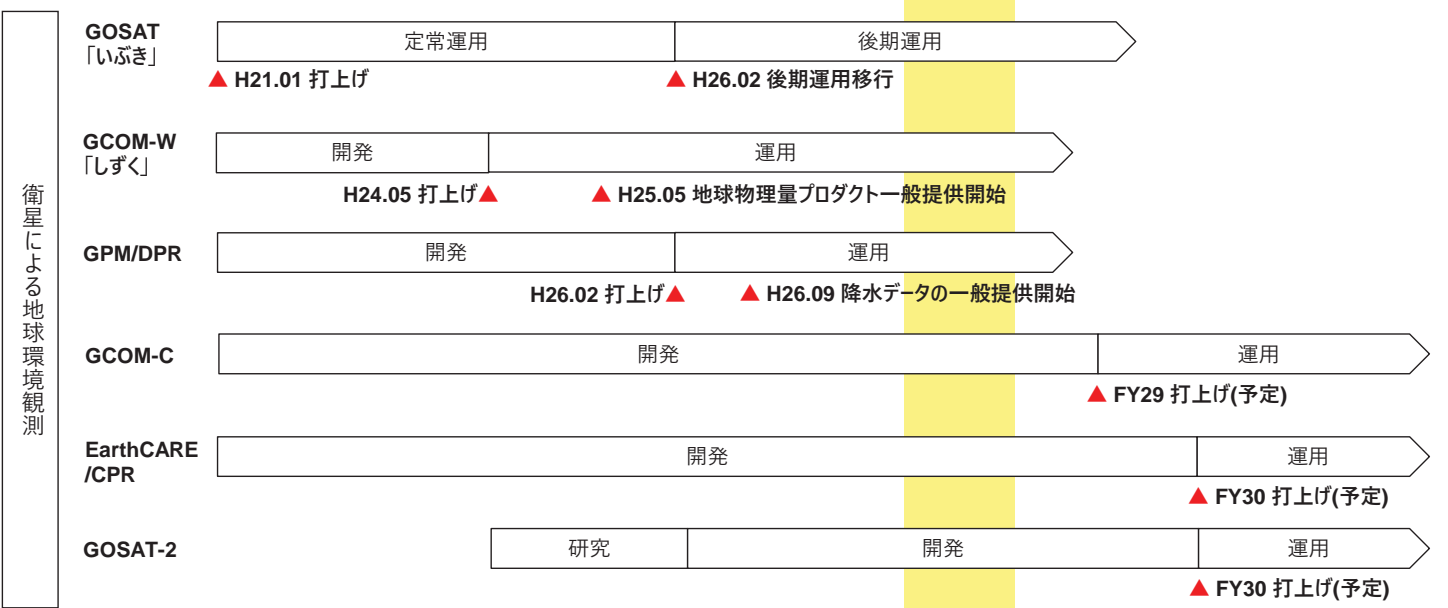 衛星による地球環境観測
GOSAT
「いぶき」
定常運用
後期運用
▲ H21.01 打上げ
▲ H26.02 後期運用移行
GCOM-W
「しずく」
開発
運用
H24.05 打上げ▲
▲ H25.05 地球物理量プロダクト一般提供開始
GPM/DPR
開発
運用
H26.02 打上げ▲
▲ H26.09 降水データの一般提供開始
GCOM-C
開発
運用
▲ FY29 打上げ(予定)
EarthCARE
/CPR
開発
運用
▲ FY30 打上げ(予定)
GOSAT-2
研究
開発
運用
▲ FY30 打上げ(予定)